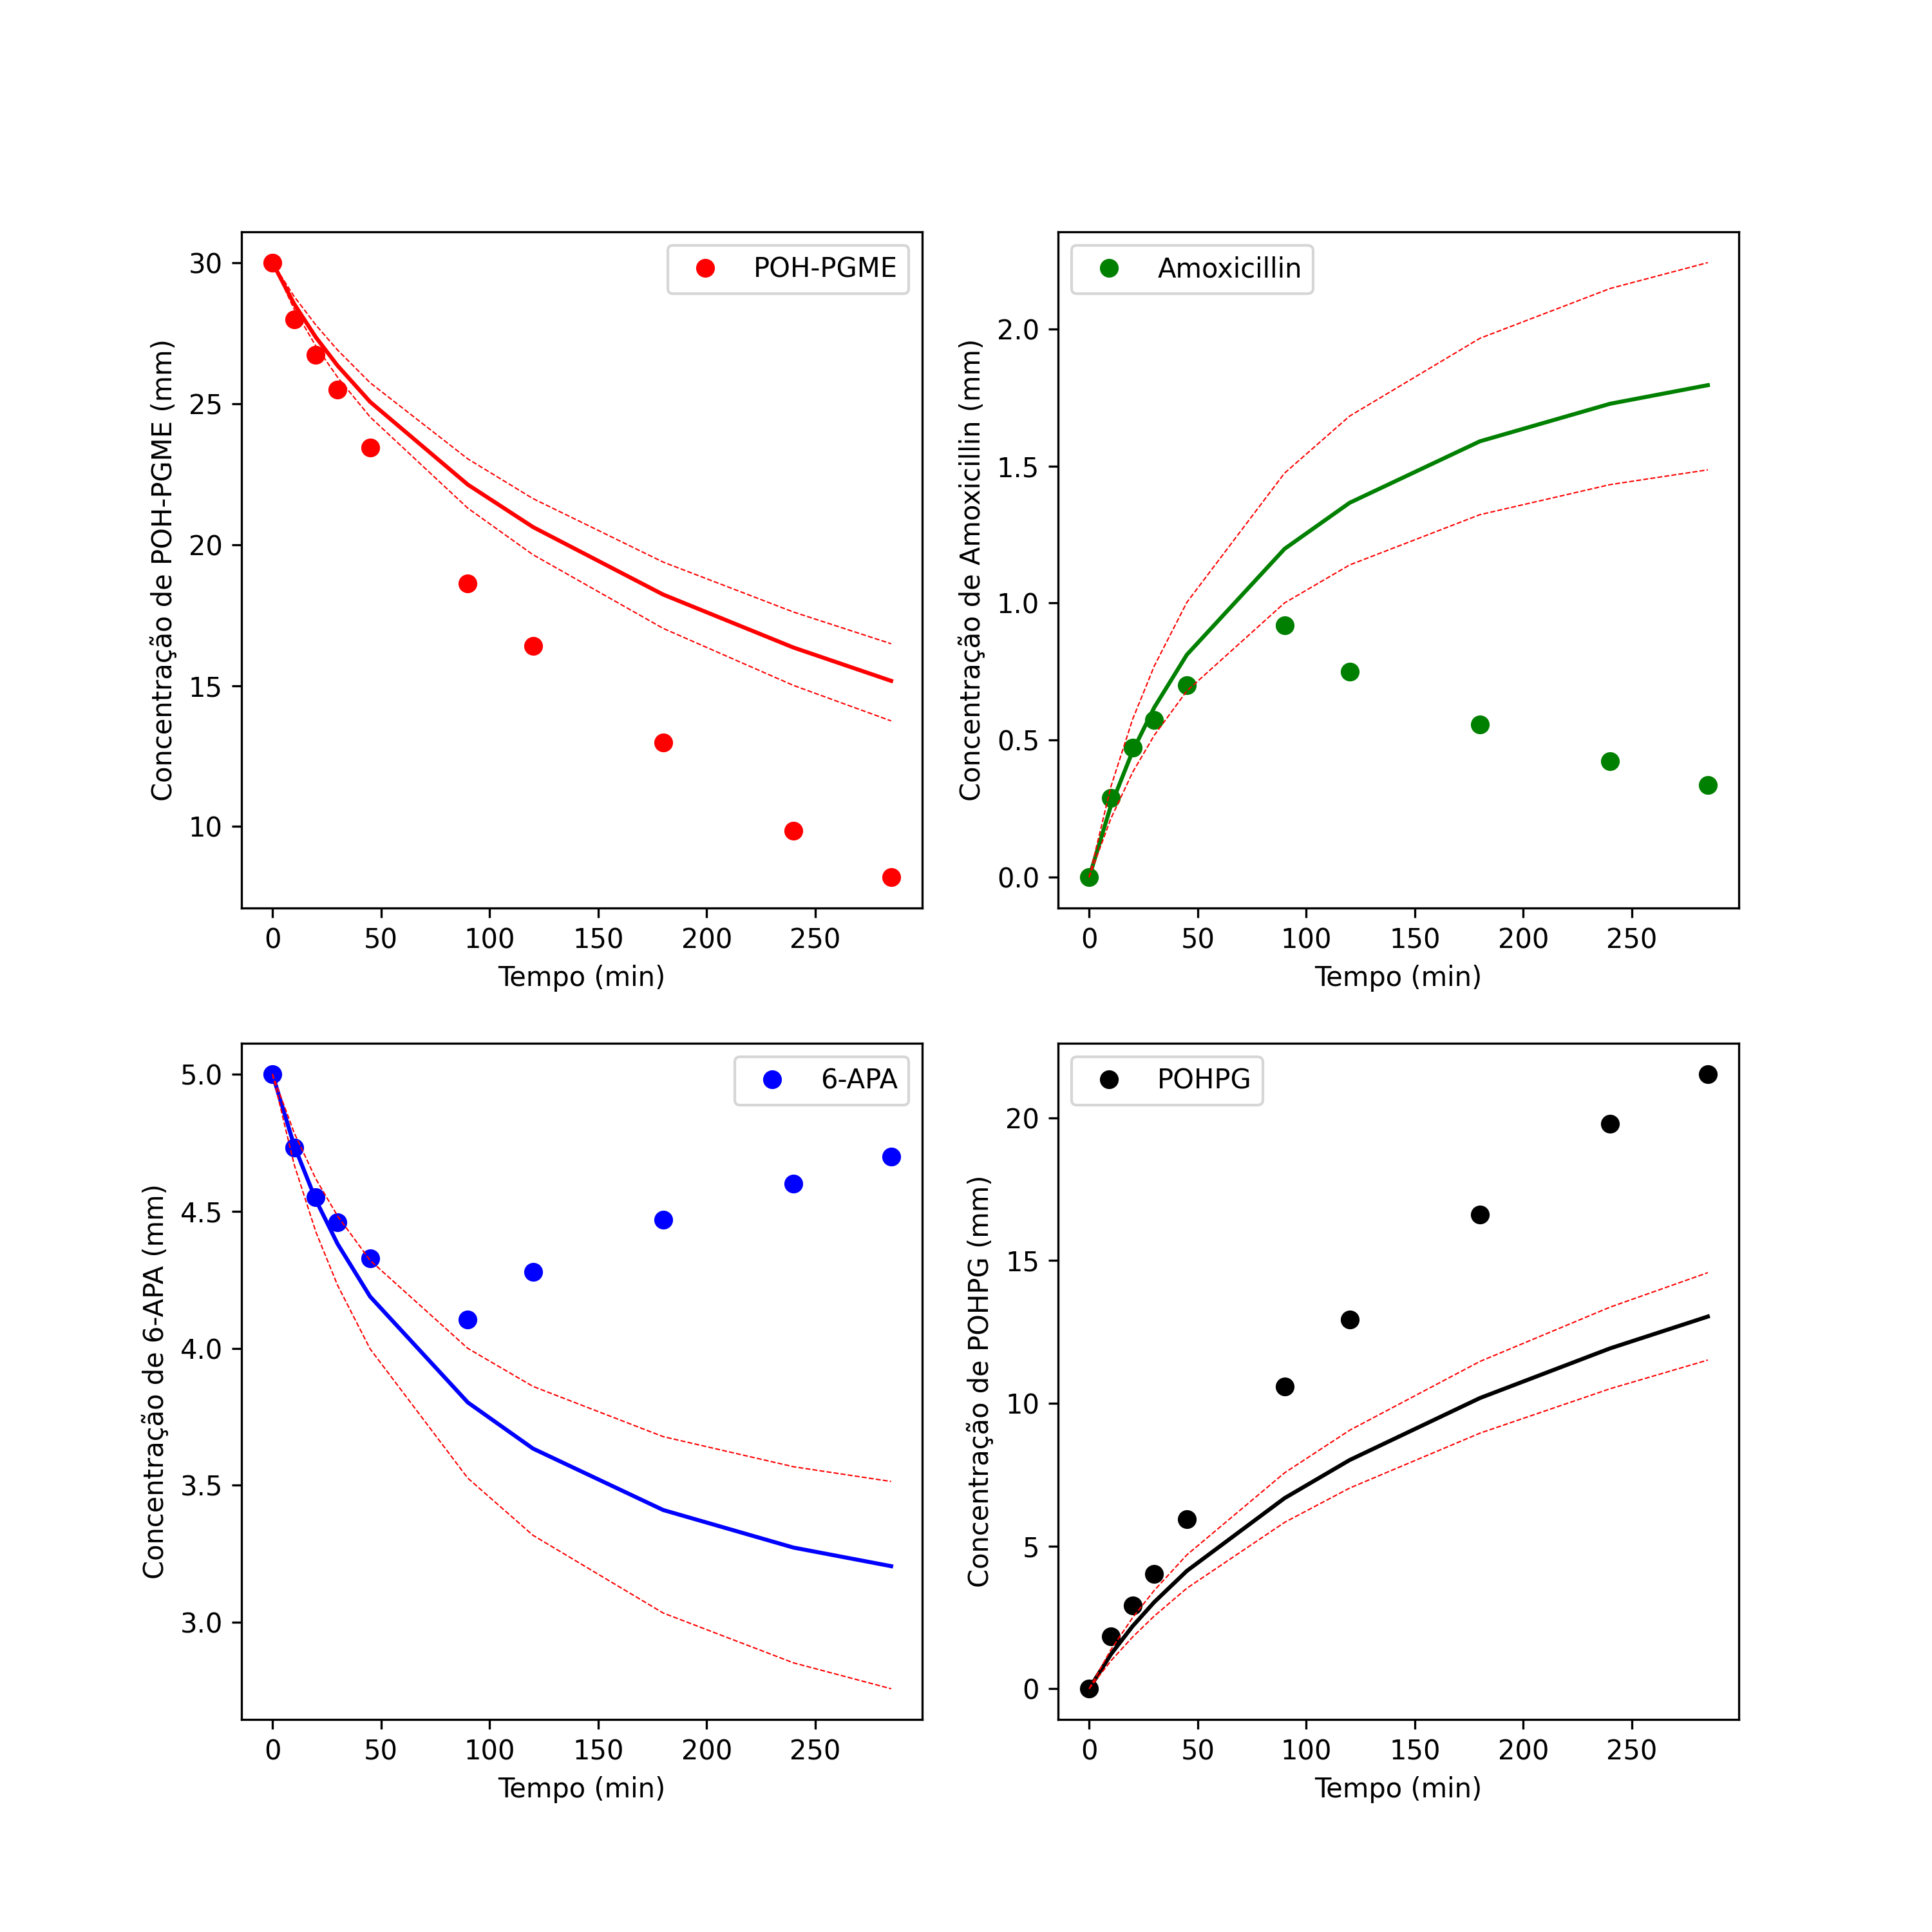 POH-PGME
Concentração de POH-PGME (mm)
30
25
20
15
10
0 50 100 150 200 250
Tempo (min)
Amoxicillin
Concentração de Amoxicillin (mm)
2.0
1.5
1.0
0.5
0.0
0 50 100 150 200 250
Tempo (min)
6-APA
Concentração de 6-APA (mm)
5.0
4.5
4.0
3.5
3.0
0 50 100 150 200 250
Tempo (min)
POHPG
Concentração de POHPG (mm)
20
15
10
5
0
0 50 100 150 200 250
Tempo (min)